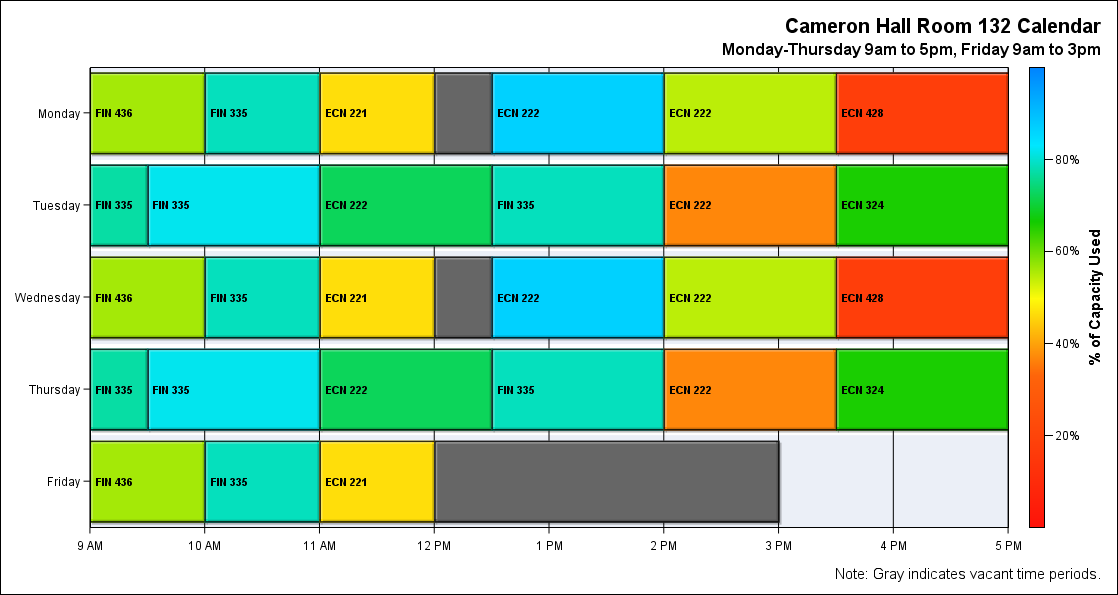 Cameron Hall Room 132 Calendar
Monday-Thursday 9am to 5pm, Friday 9am to 3pm
Monday
FIN 436
FIN 335
ECN 221
ECN 222
ECN 222
ECN 428
Tuesday
FIN 335
FIN 335
ECN 222
FIN 335
ECN 222
ECN 324
Wednesday
FIN 436
FIN 335
ECN 221
ECN 222
ECN 222
ECN 428
Thursday
FIN 335
FIN 335
ECN 222
FIN 335
ECN 222
ECN 324
Friday
FIN 436
FIN 335
ECN 221
9 AM
10 AM
11 AM
12 PM
1 PM
2 PM
3 PM
4 PM
5 PM
80%
60%
40%
20%
% of Capacity Used
Note: Gray indicates vacant time periods.